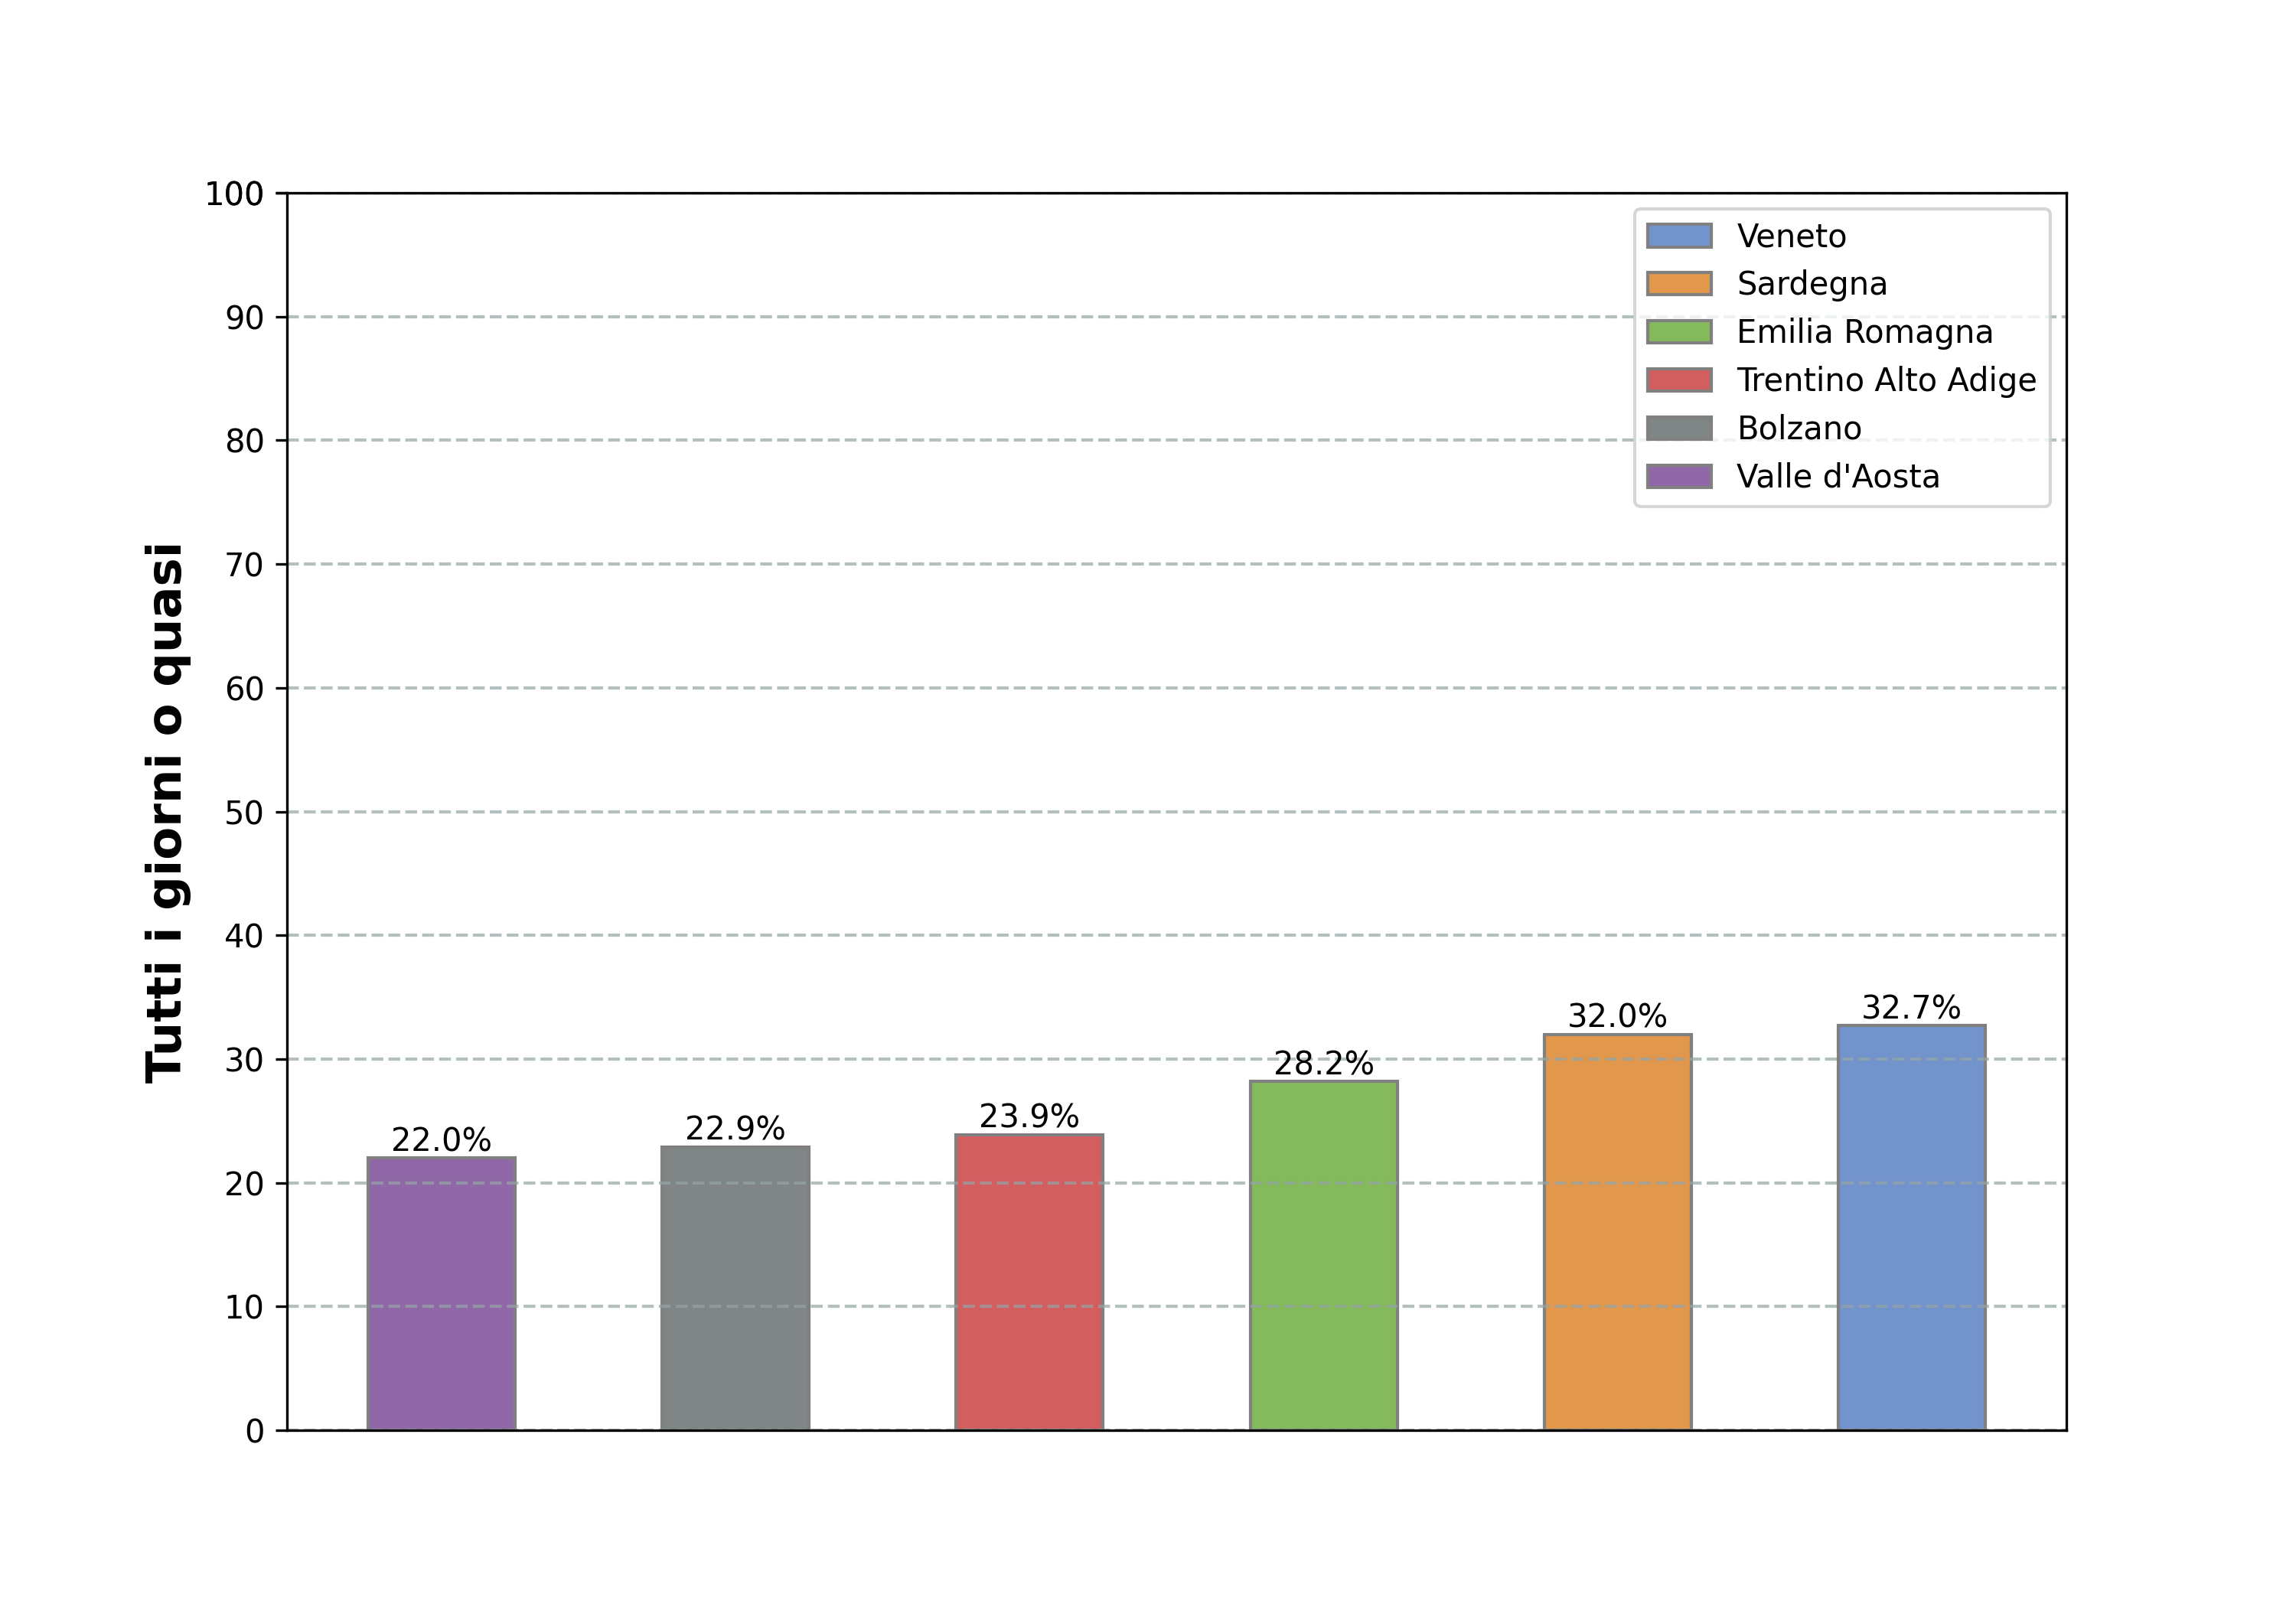 Tutti i giorni o quasi
100
90
80
70
60
50
40
30
20
10
0
Veneto
Sardegna
Emilia Romagna
Trentino Alto Adige
Bolzano
Valle d'Aosta
22.0%
22.9%
23.9%
28.2%
32.0%
32.7%